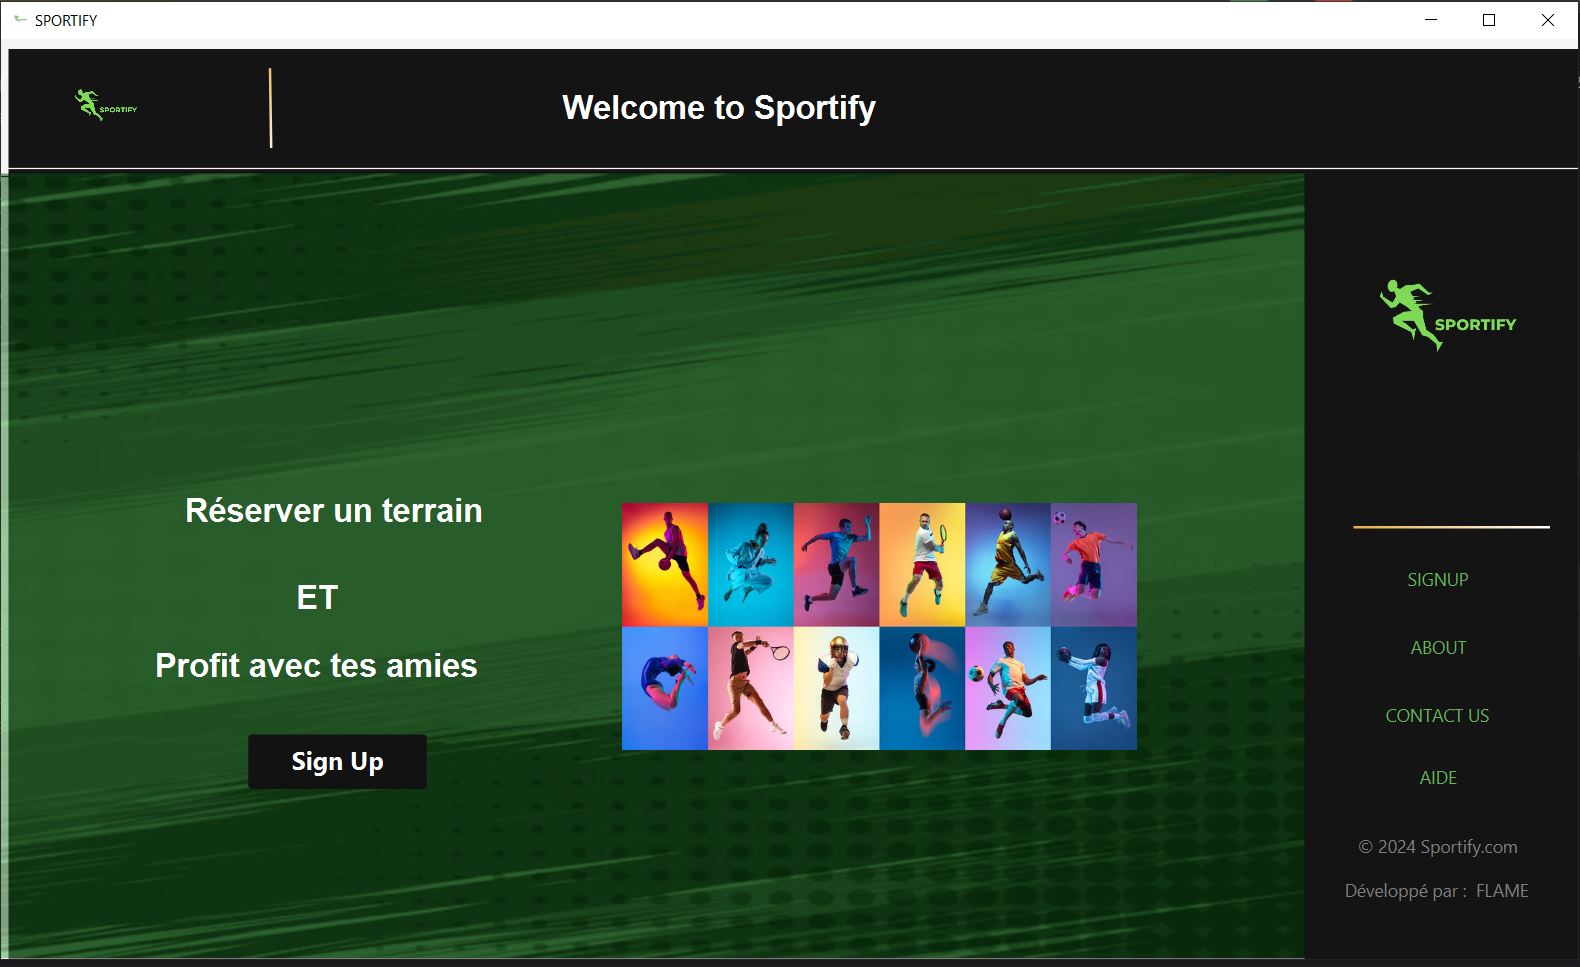 SPORTIFY
SPORTIFY
Welcome to Sportify
SPORTIFY
Réserver un terrain
ET
Profit avec tes amies
Sign Up
SIGNUP
ABOUT
CONTACT US
AIDE
© 2024 Sportify.com
Développé par : FLAME